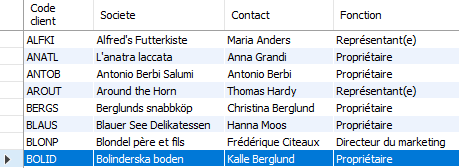 Code client Societe Contact Fonction
ALFKI Alfred's Futterkiste Maria Anders Représentant(e)
ANATL L'anatra laccata Anna Grandi Propriétaire
ANTOB Antonio Berbi Salumi Antonio Berbi Propriétaire
AROUT Around the Horn Thomas Hardy Représentant(e)
BERGS Berglunds snabbköp Christina Berglund Propriétaire
BLAUS Blauer See Delikatessen Hanna Moos Propriétaire
BLONP Blondel père et fils Frédérique Citeaux Directeur du marketing
BOLID Bolinderska boden Kalle Berglund Propriétaire